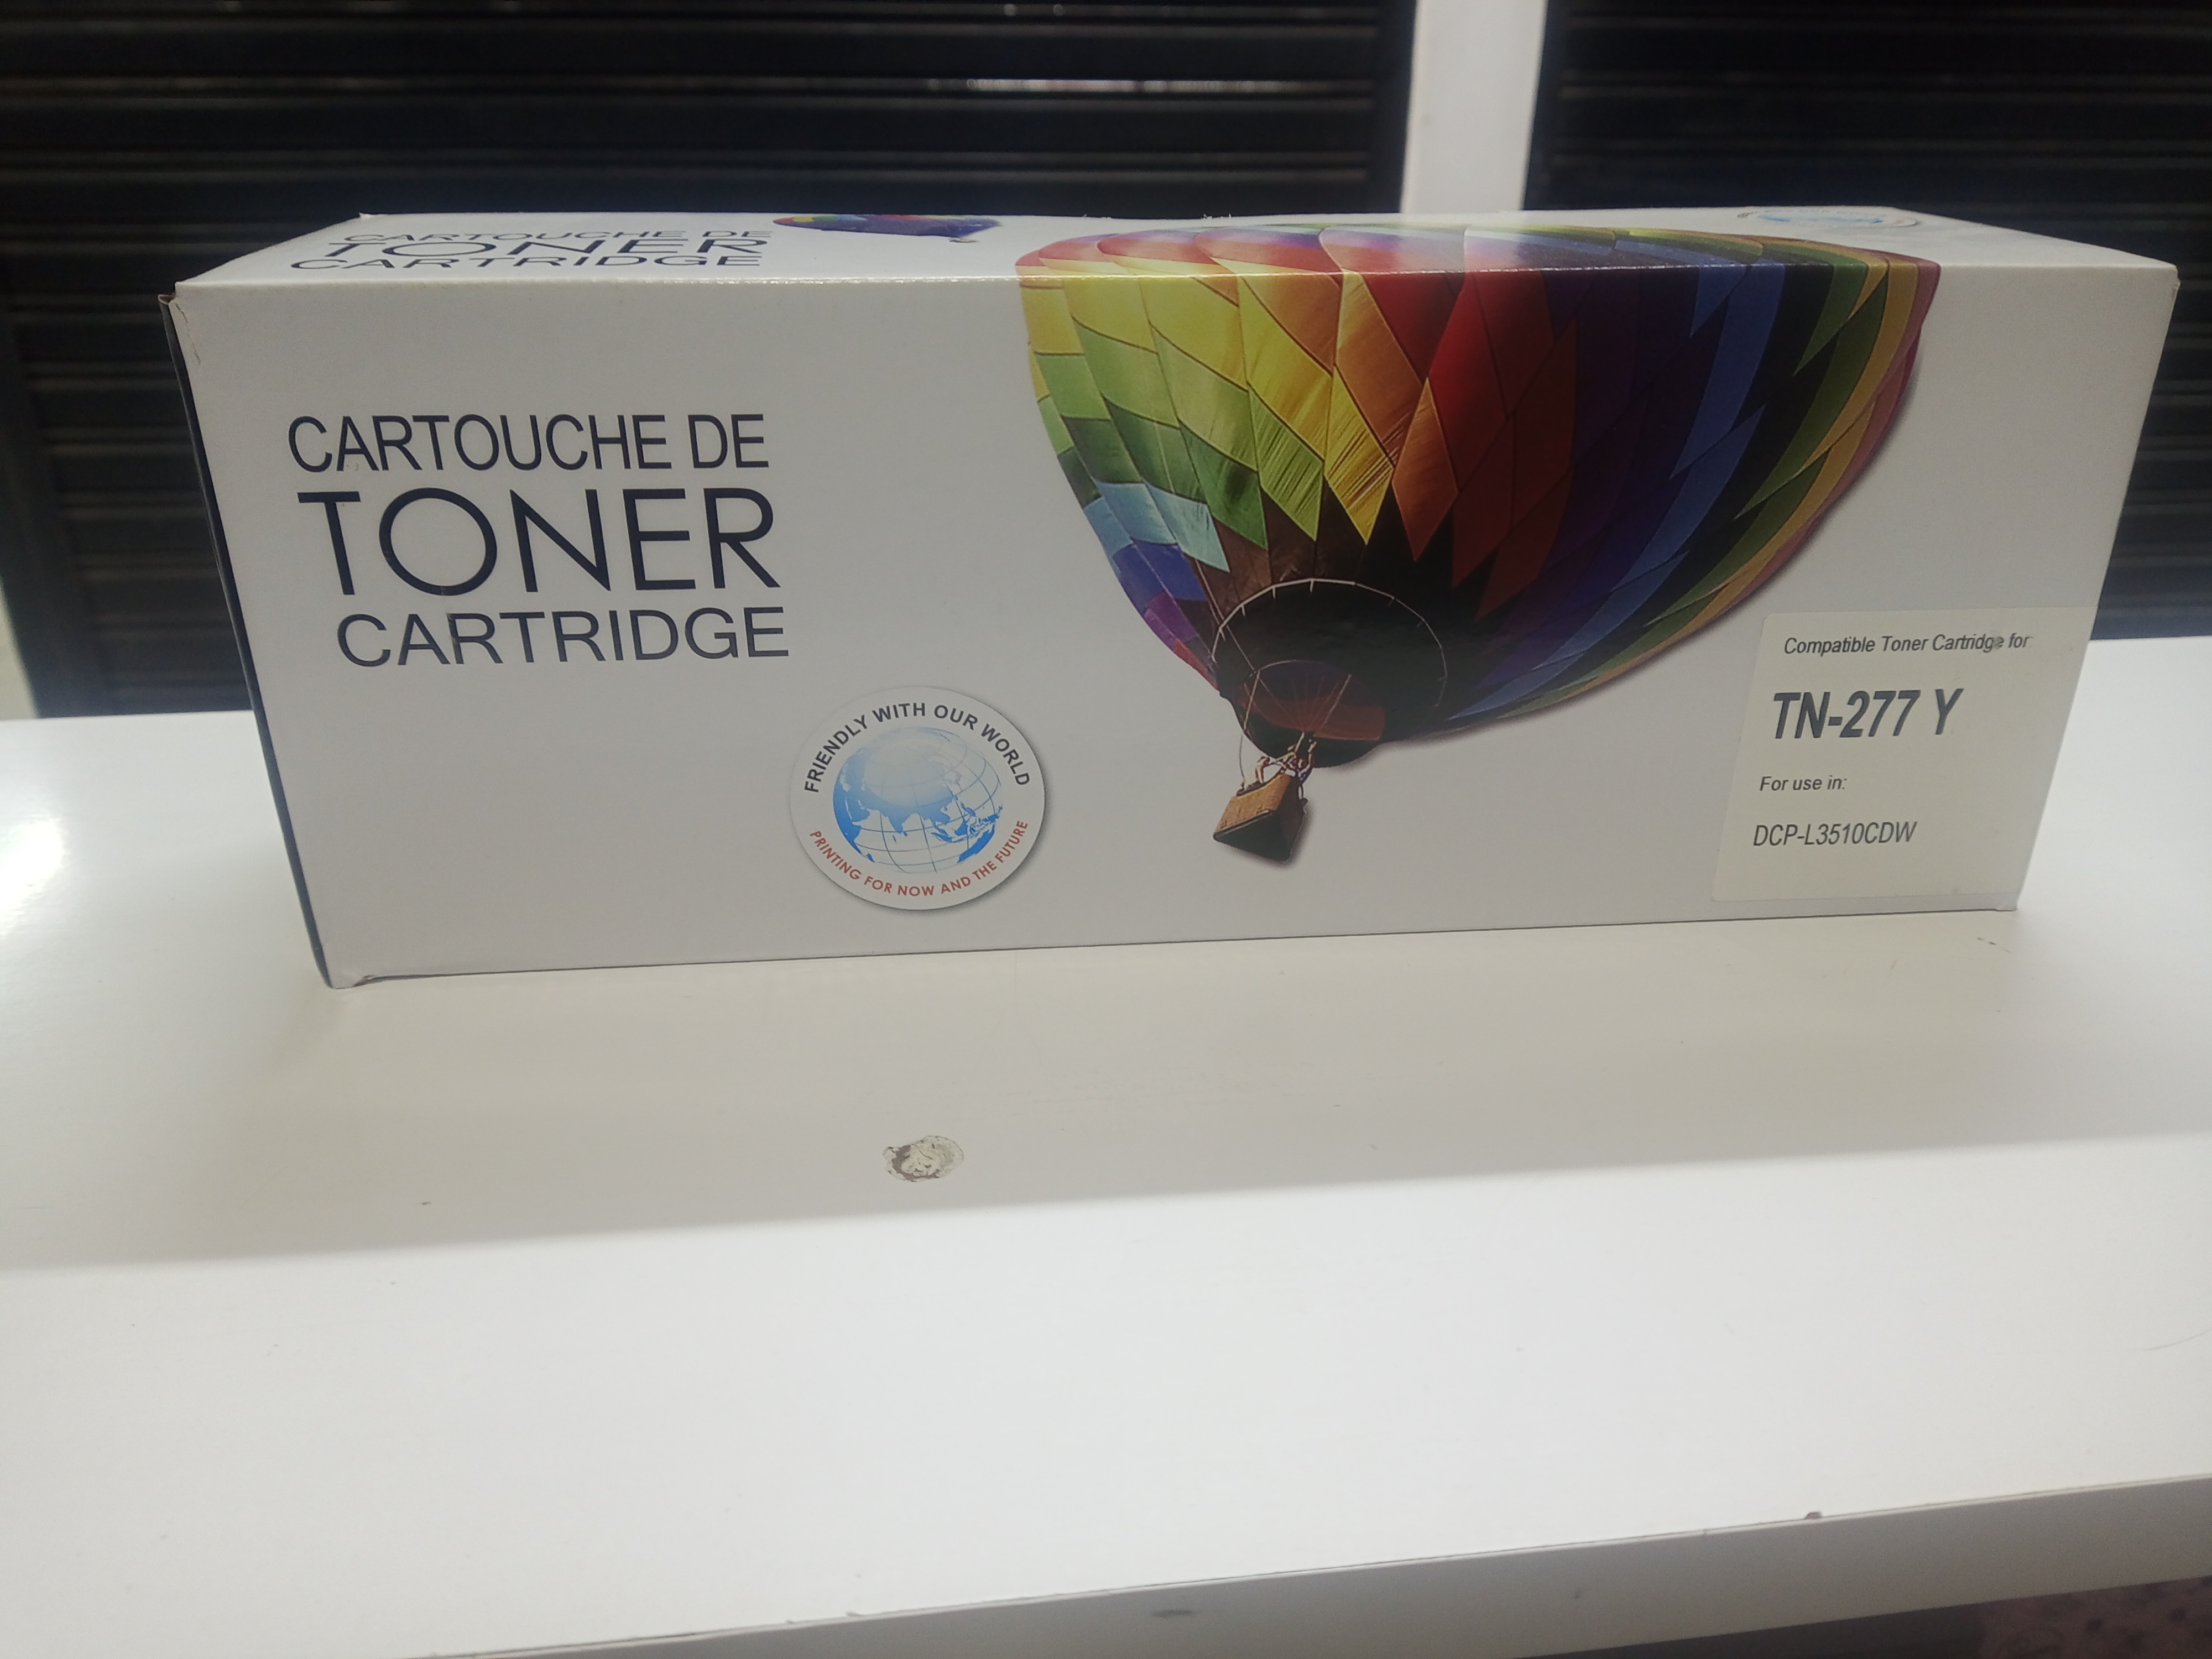 CARTOUCHE DE
TONER
CARTRIDGE
CARTOUCHE DE
TONER
CARTRIDGE
FRIENDLY WITH OUR WORLD
PRINTING FOR NOW AND THE FUTURE
Compatible Toner Cartridge for
TN-277 Y
For use in:
DCP-L3510CDW